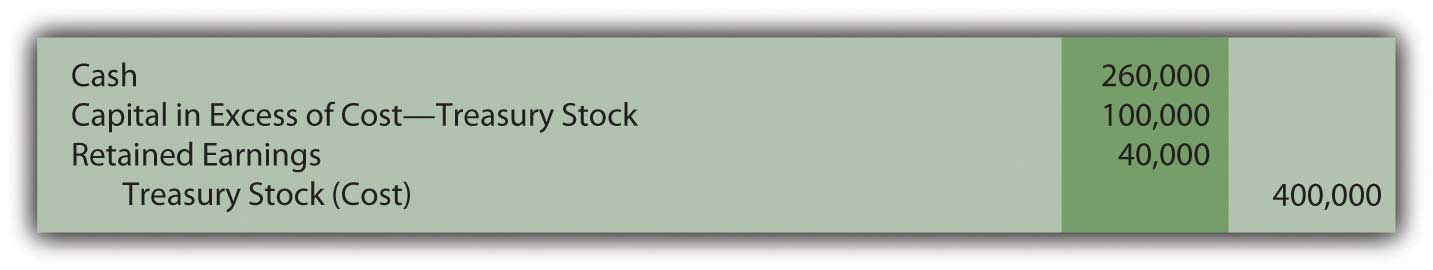 Cash 260,000
Capital in Excess of Cost—Treasury Stock 100,000
Retained Earnings 40,000
Treasury Stock (Cost) 400,000